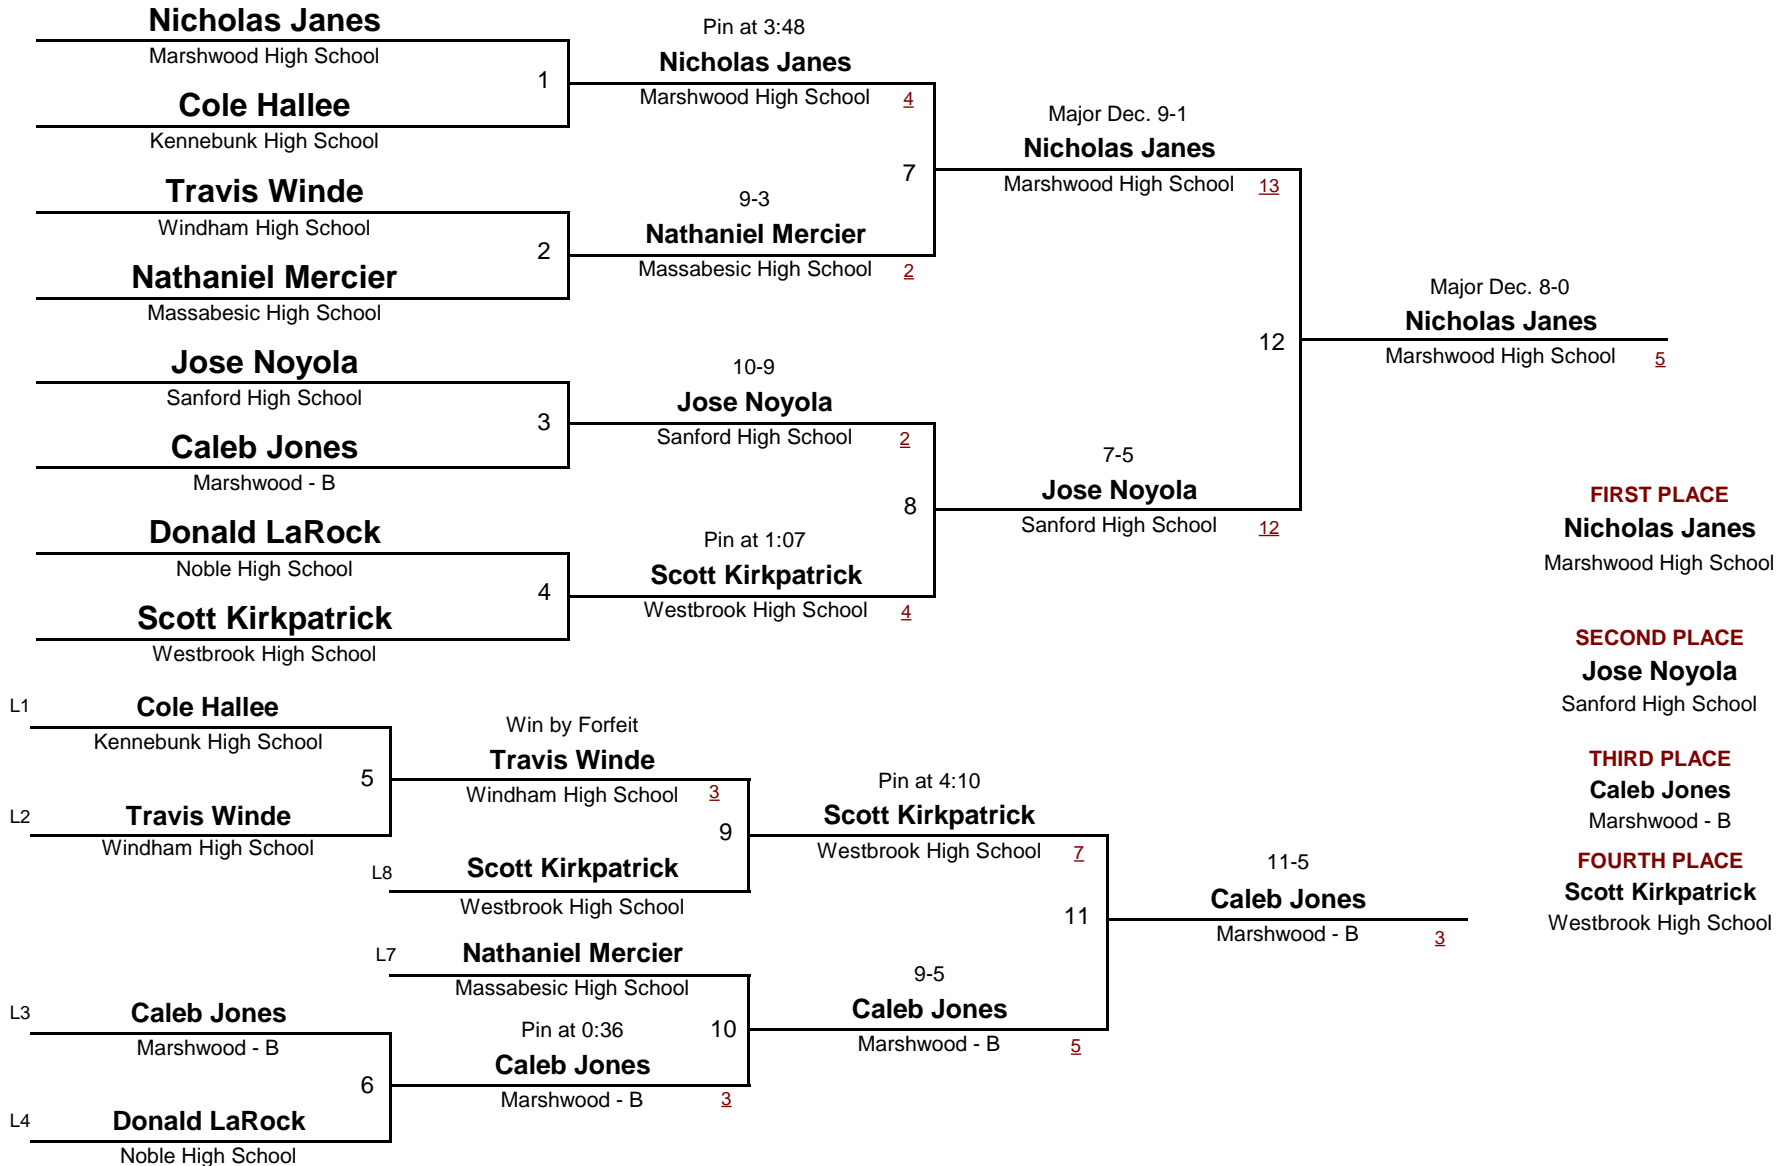 Nicholas Janes
Marshwood High School
1
Cole Hallee
Kennebunk High School
Travis Winde
Windham High School
2
Nathaniel Mercier
Massabesic High School
Jose Noyola
Sanford High School
3
Caleb Jones
Marshwood - B
Donald LaRock
Noble High School
4
Scott Kirkpatrick
Westbrook High School
Pin at 3:48
Nicholas Janes
Marshwood High School 4
7
9-3
Nathaniel Mercier
Massabesic High School 2
10-9
Jose Noyola
Sanford High School 2
8
Pin at 1:07
Scott Kirkpatrick
Westbrook High School 4
Major Dec. 9-1
Nicholas Janes
Marshwood High School 13
12
7-5
Jose Noyola
Sanford High School 12
Major Dec. 8-0
Nicholas Janes
Marshwood High School 5
FIRST PLACE
Nicholas Janes
Marshwood High School
SECOND PLACE
Jose Noyola
Sanford High School
THIRD PLACE
Caleb Jones
Marshwood - B
FOURTH PLACE
Scott Kirkpatrick
Westbrook High School
L1 Cole Hallee
Kennebunk High School
5
L2 Travis Winde
Windham High School
L3 Caleb Jones
Marshwood - B
6
L4 Donald LaRock
Noble High School
Win by Forfeit
Travis Winde
Windham High School 3
9
L8 Scott Kirkpatrick
Westbrook High School
L7 Nathaniel Mercier
Massabesic High School
Pin at 0:36 10
Caleb Jones
Marshwood - B 3
Pin at 4:10
Scott Kirkpatrick
Westbrook High School 7
11
9-5
Caleb Jones
Marshwood - B 5
11-5
Caleb Jones
Marshwood - B 3